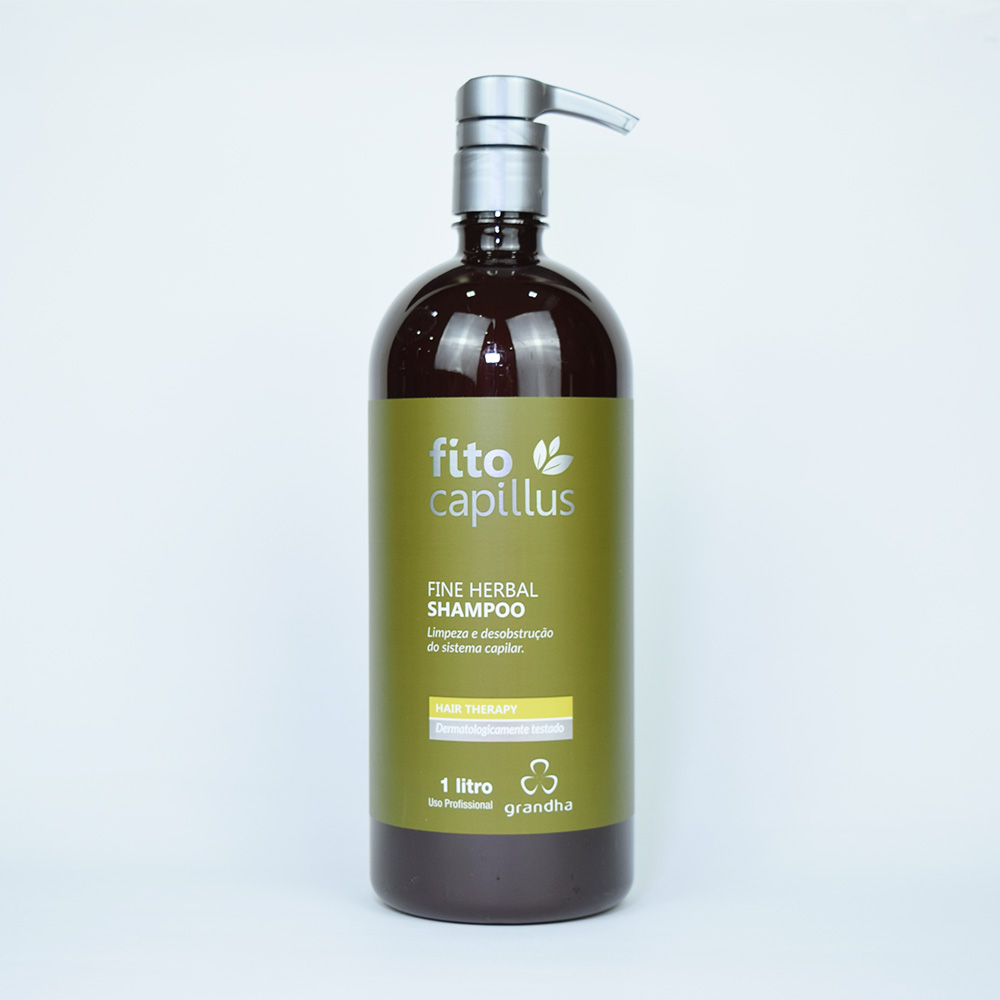 fito
capillus
FINE HERBAL
SHAMPOO
Limpeza e desobstrução
do sistema capilar.
HAIR THERAPY
Dermatologicamente testado
1 litro
Uso Profissional
grandha